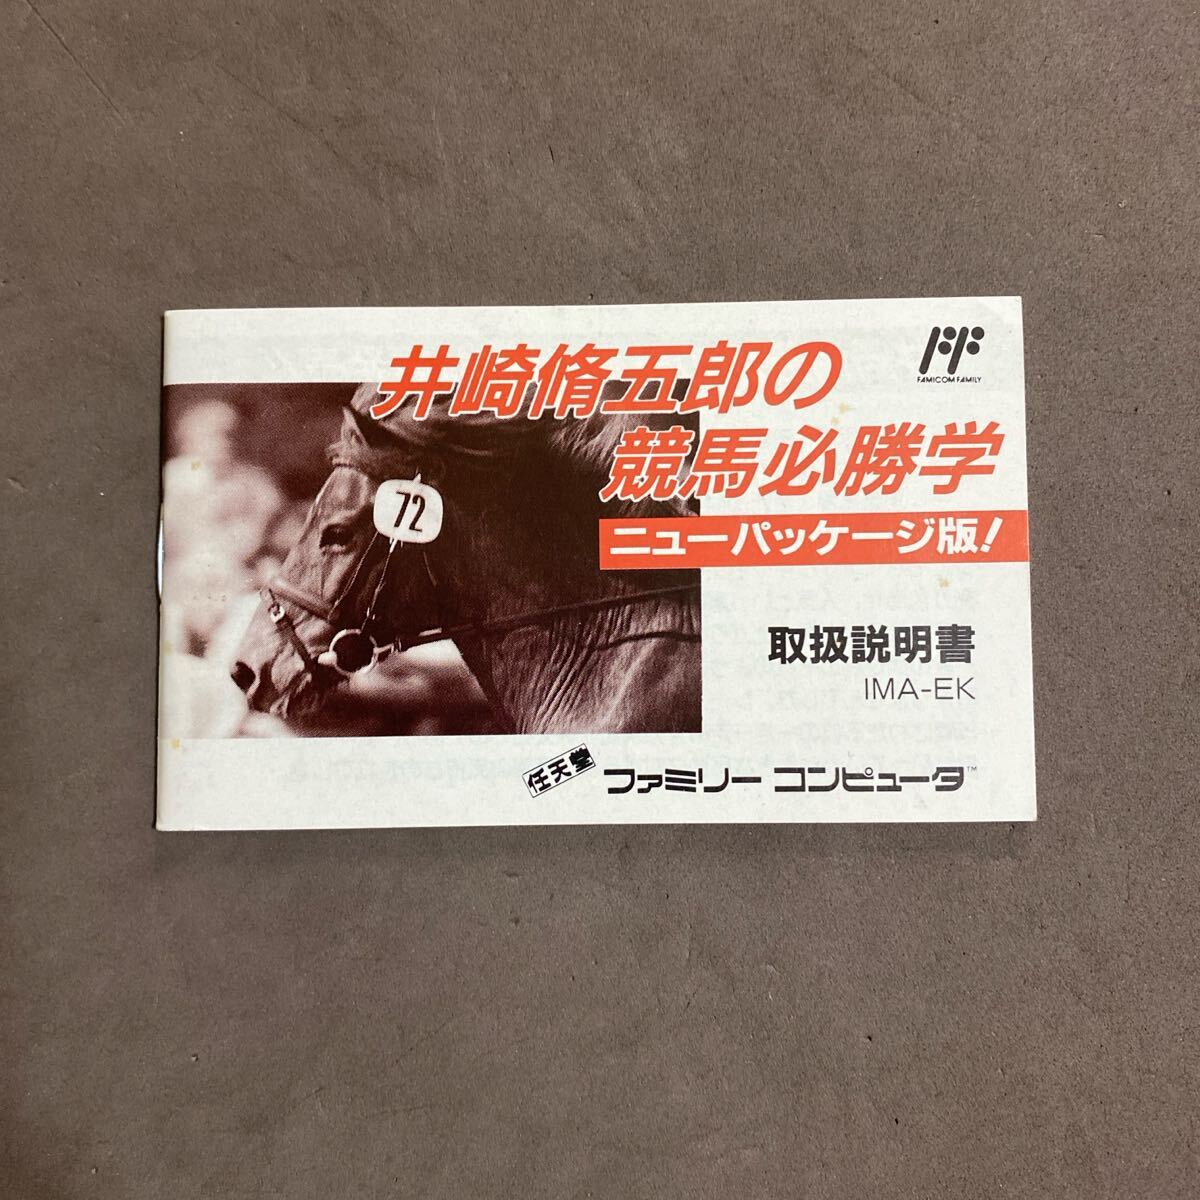 井崎脩五郎の
競馬必勝学
ニューパッケージ版!
FAMICOM FAMILY
72
取扱説明書
IMA-EK
任天堂 ファミリー コンピュータ™